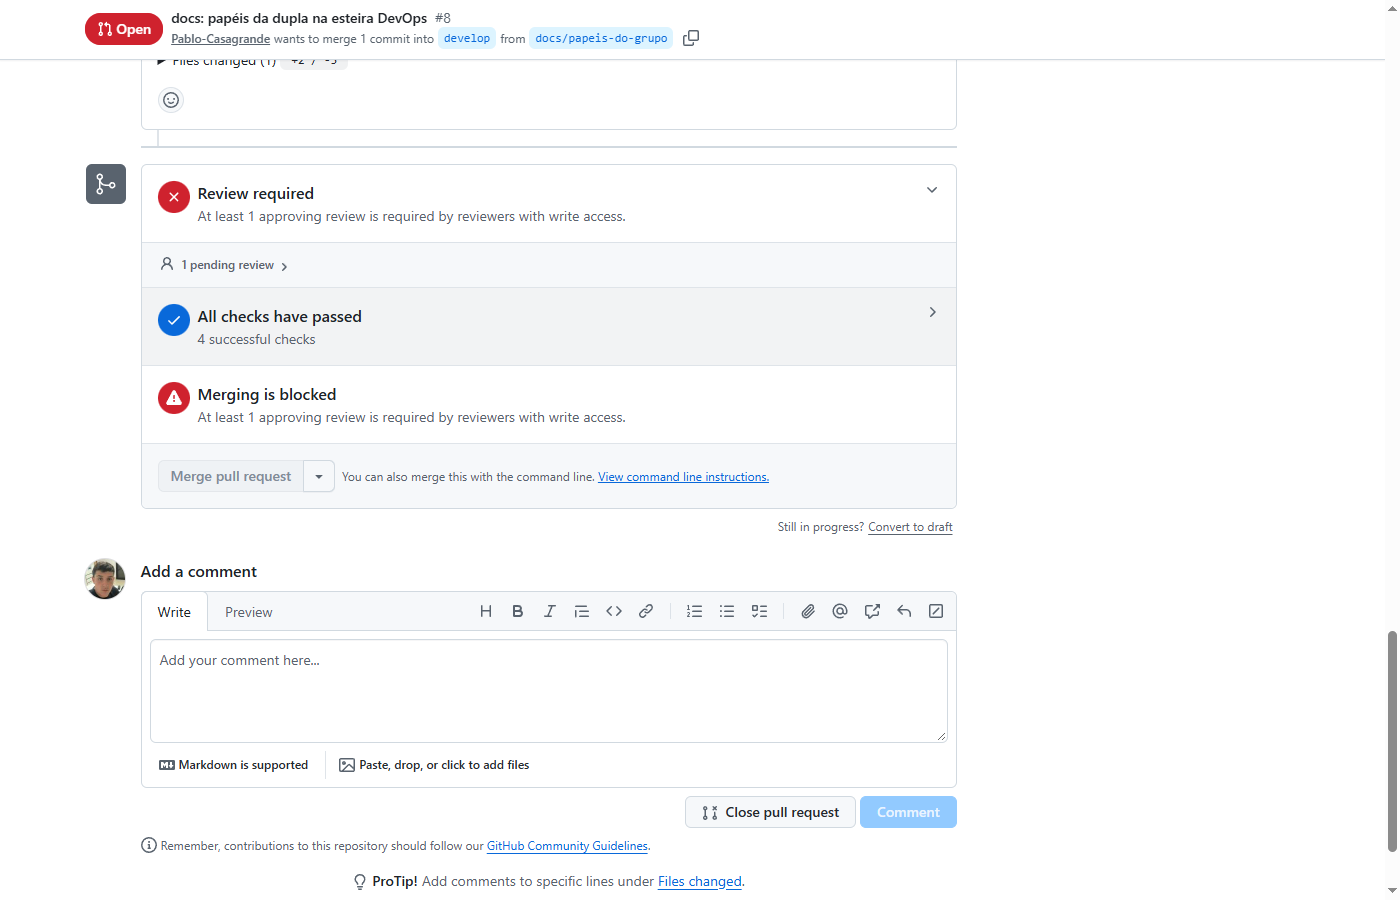 Open
docs: papéis da dupla na esteira DevOps #8
Pablo-Casagrande wants to merge 1 commit into develop from docs/papeis-do-grupo
Files changed (1) +2 / -5
Review required
At least 1 approving review is required by reviewers with write access.
1 pending review
All checks have passed
4 successful checks
Merging is blocked
At least 1 approving review is required by reviewers with write access.
Merge pull request You can also merge this with the command line. View command line instructions.
Still in progress? Convert to draft
Add a comment
Write Preview
Add your comment here...
Markdown is supported Paste, drop, or click to add files
Close pull request Comment
Remember, contributions to this repository should follow our GitHub Community Guidelines.
ProTip! Add comments to specific lines under Files changed.